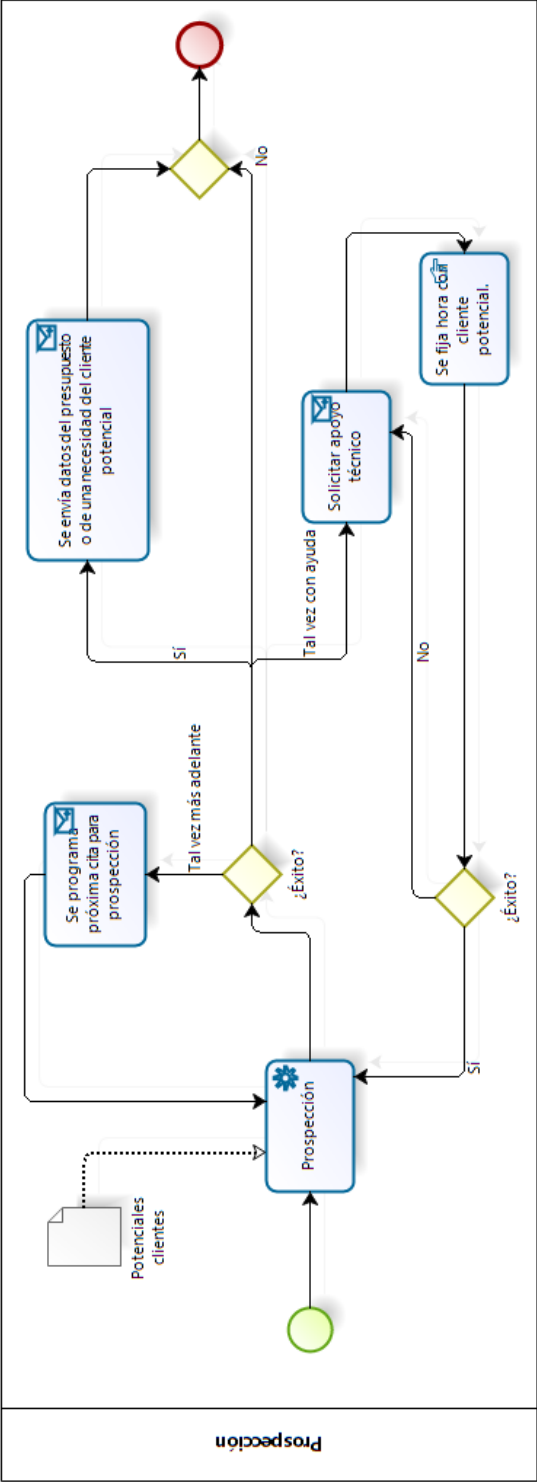 Prospección
Potenciales
clientes
Prospección
Se programa
próxima cita para
prospección
Tal vez más adelante
¿Éxito?
Sí
Tal vez con ayuda
No
Se envía datos del presupuesto
o de una necesidad del cliente
potencial
Solicitar apoyo
técnico
Se fija hora con
cliente
potencial.
No
¿Éxito?
Sí